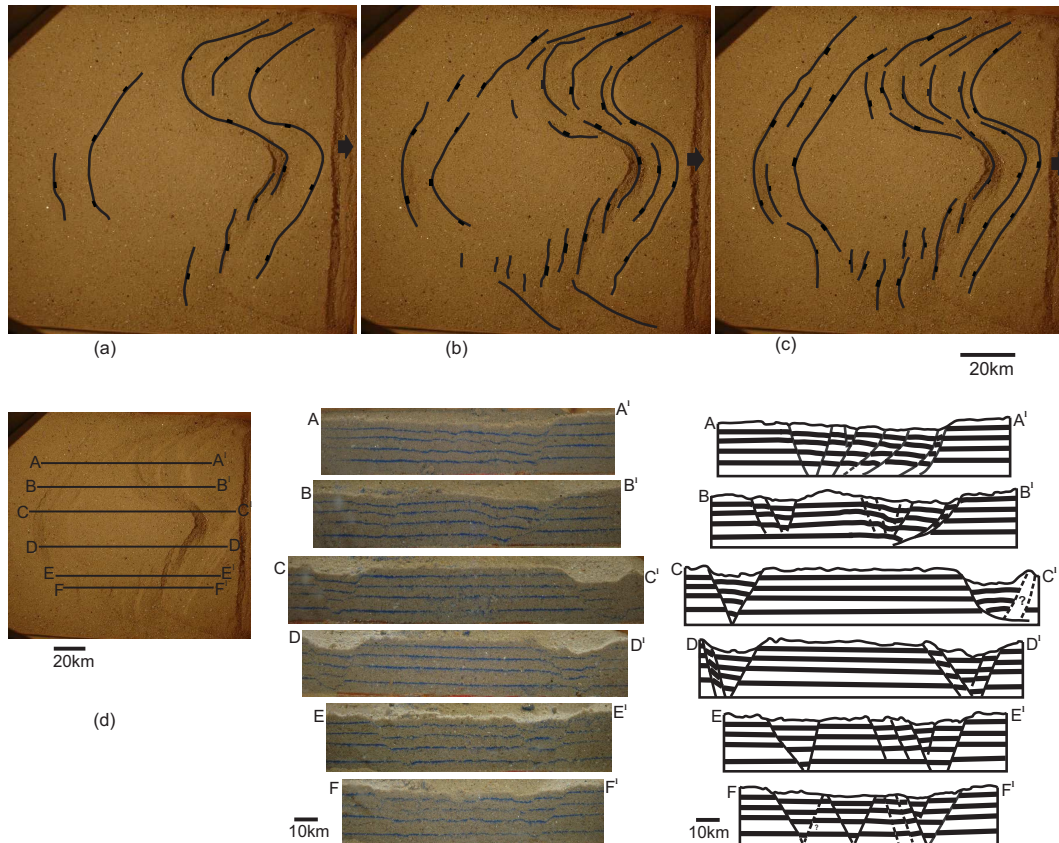 (a)
(b)
(c)
20km
A A'
B B'
C C'
D D'
E E'
F F'
20km
(d)
A A'
B B'
C C'
D D'
E E'
F F'
10km
A A'
B B'
C C'
?
D D'
E E'
F F'
?
10km